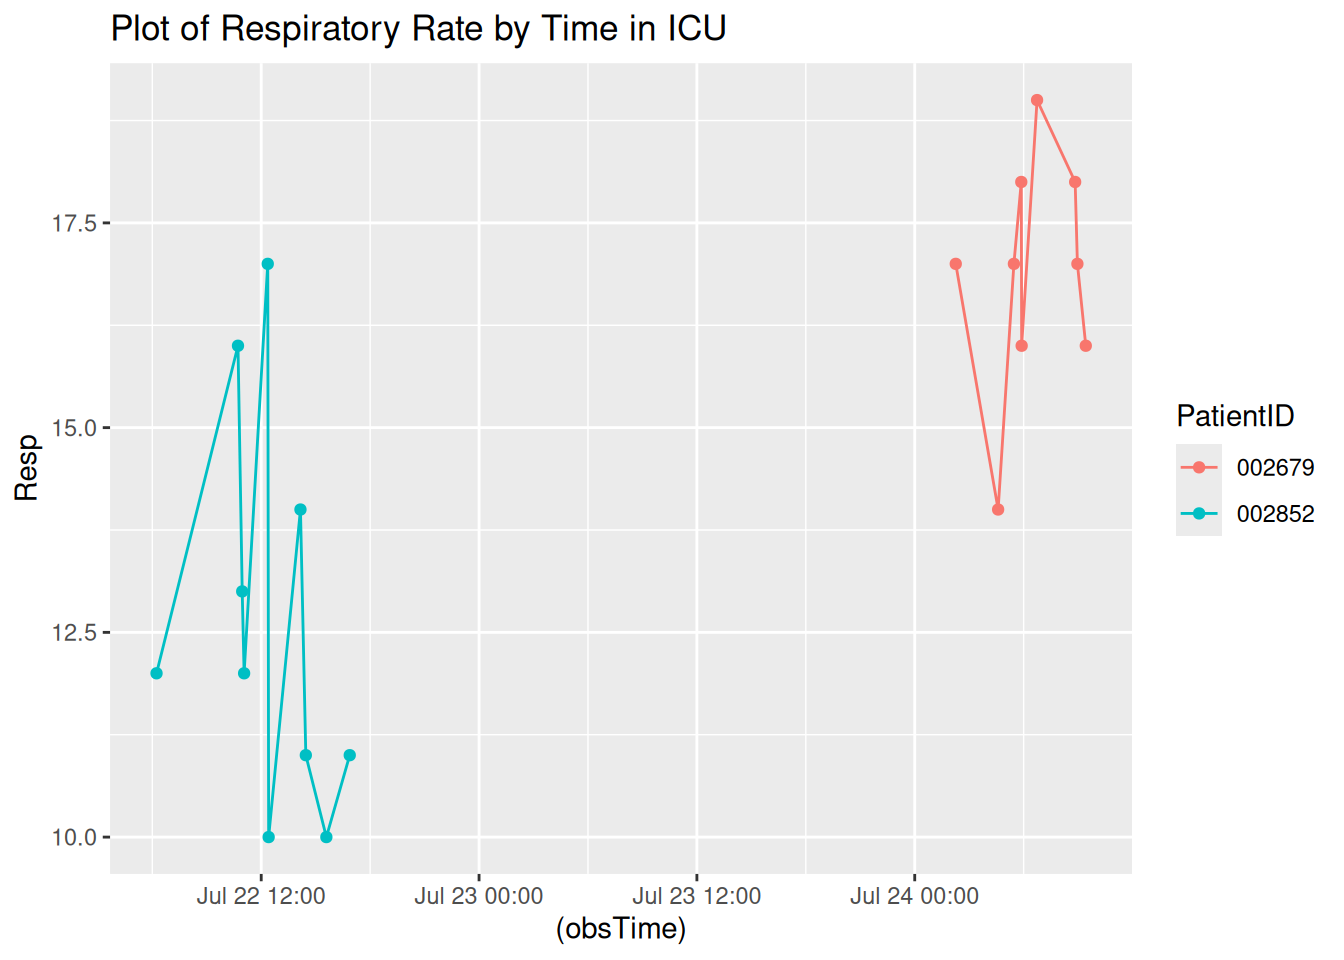 Plot of Respiratory Rate by Time in ICU
Resp
17.5
15.0
12.5
10.0
Jul 22 12:00
Jul 23 00:00
Jul 23 12:00
Jul 24 00:00
(obsTime)
PatientID
002679
002852